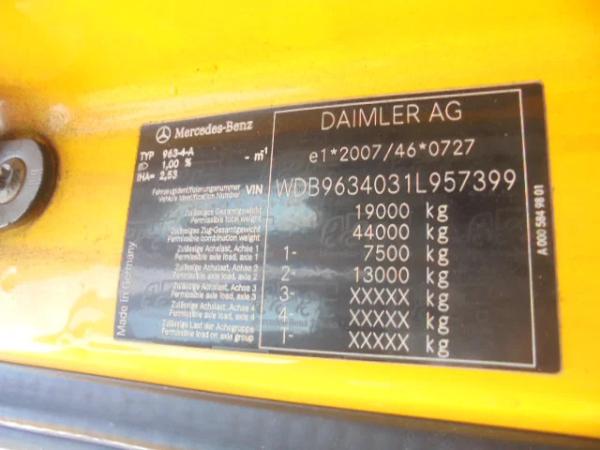 Mercedes-Benz
DAIMLER AG
TYP 963-4-A
1,00 % - m⁻¹
IHA= 2,53
e1*2007/46*0727
Fahrzeugidentifizierungsnummer
Vehicle Identification Number VIN WDB9634031L957399
Zulässiges Gesamtgewicht
Permissible total weight 19000 kg
Zulässiges Zug-Gesamtgewicht
Permissible combination weight 44000 kg
Zulässige Achslast, Achse 1
Permissible axle load, axle 1 1- 7500 kg
Zulässige Achslast, Achse 2
Permissible axle load, axle 2 2- 13000 kg
Zulässige Achslast, Achse 3
Permissible axle load, axle 3 3- XXXXX kg
Zulässige Achslast, Achse 4
Permissible axle load, axle 4 4- XXXXX kg
Zulässige Last der Achsgruppe
Permissible load on axle group T- XXXXX kg
Made in Germany
A 000 584 98 01